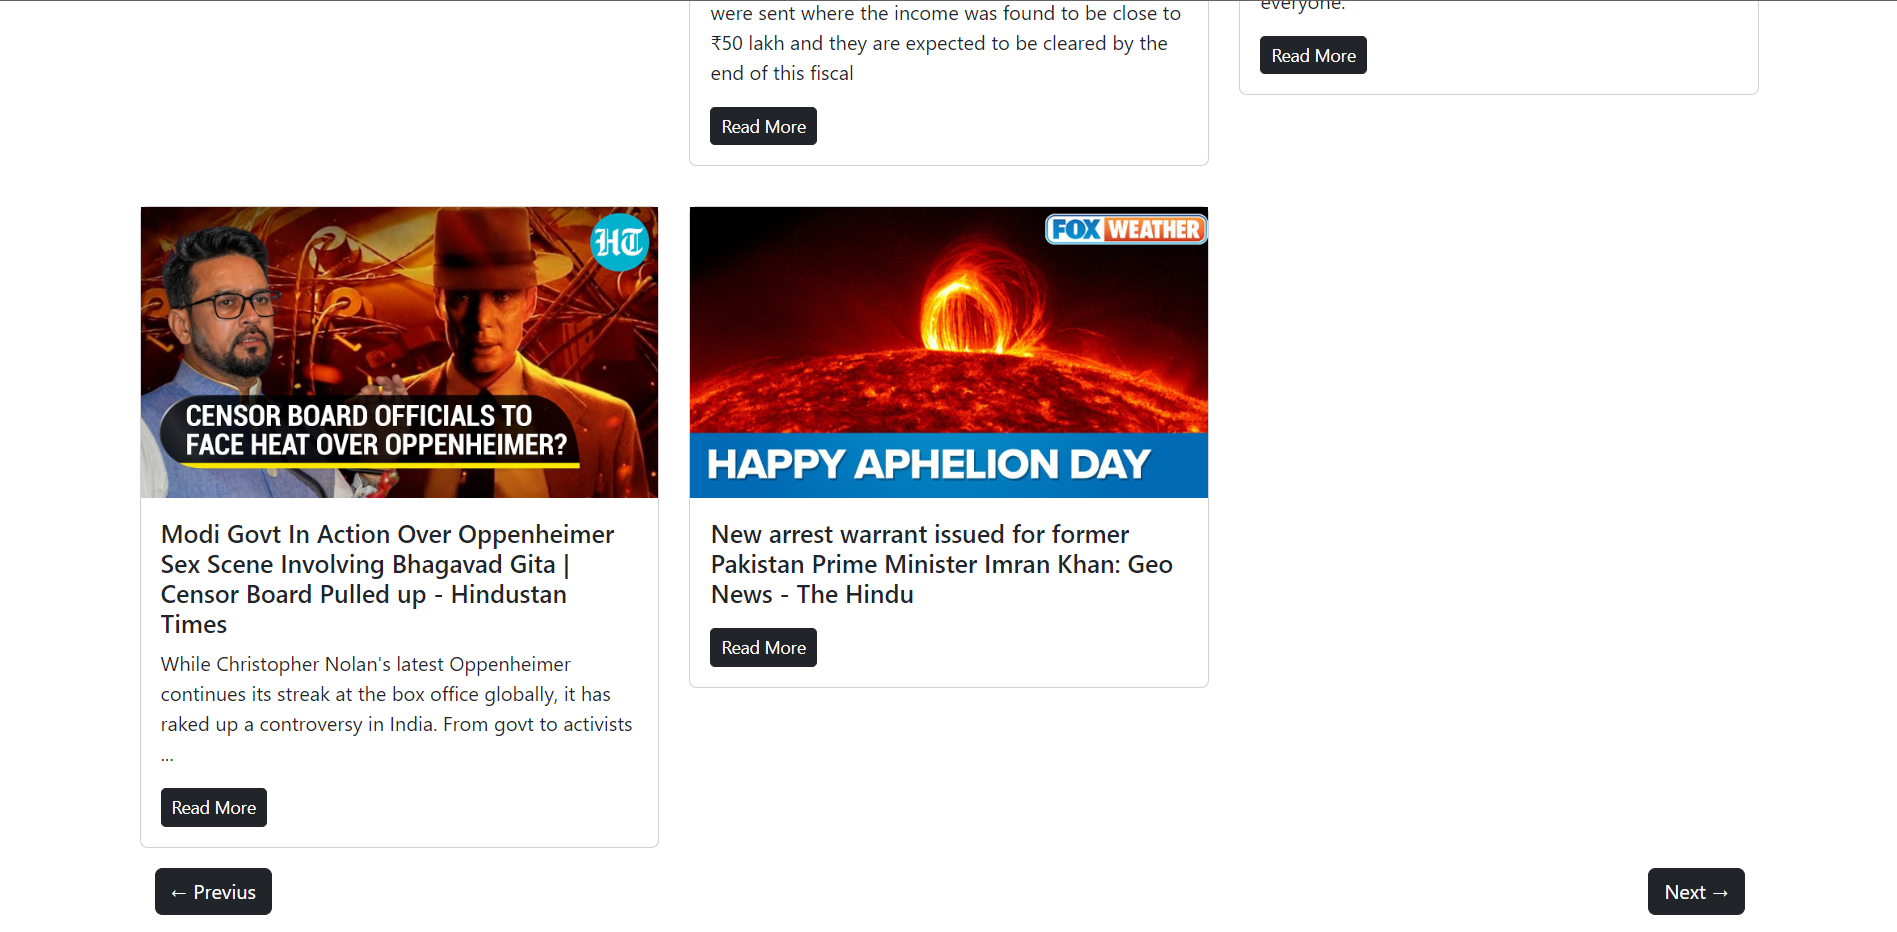 were sent where the income was found to be close to
₹50 lakh and they are expected to be cleared by the
end of this fiscal
Read More
everyone.
Read More
HT
CENSOR BOARD OFFICIALS TO
FACE HEAT OVER OPPENHEIMER?
Modi Govt In Action Over Oppenheimer
Sex Scene Involving Bhagavad Gita |
Censor Board Pulled up - Hindustan
Times
While Christopher Nolan's latest Oppenheimer
continues its streak at the box office globally, it has
raked up a controversy in India. From govt to activists
...
Read More
FOX WEATHER
HAPPY APHELION DAY
New arrest warrant issued for former
Pakistan Prime Minister Imran Khan: Geo
News - The Hindu
Read More
← Previus
Next →